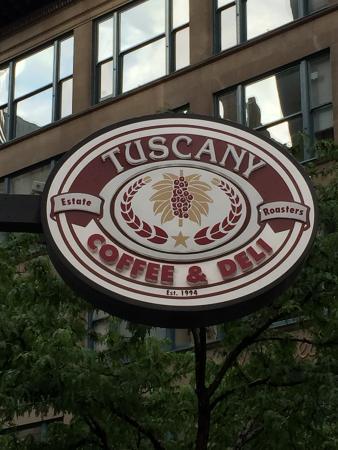 TUSCANY
Estate Roasters
COFFEE & DELI
Est. 1994